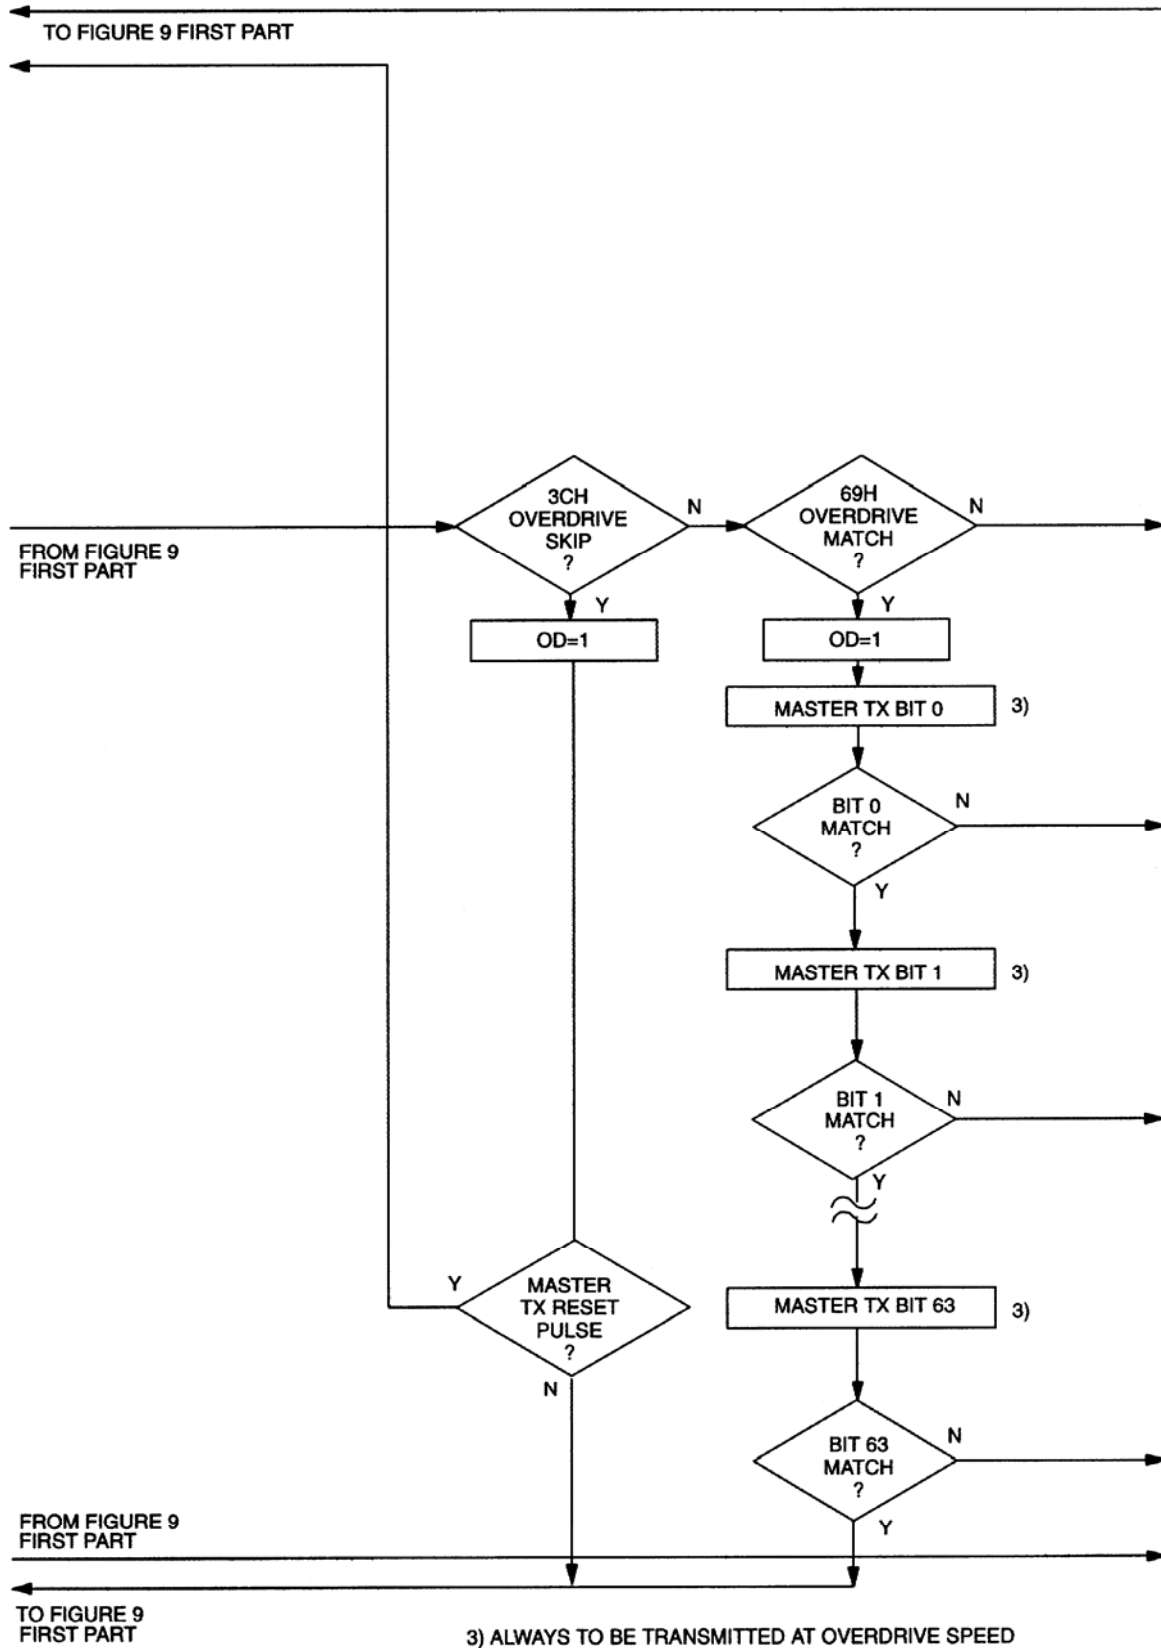 TO FIGURE 9 FIRST PART
3CH
OVERDRIVE
SKIP
?
N
69H
OVERDRIVE
MATCH
?
N
FROM FIGURE 9
FIRST PART
Y
Y
OD=1
OD=1
MASTER TX BIT 0
3)
BIT 0
MATCH
?
N
Y
MASTER TX BIT 1
3)
BIT 1
MATCH
?
N
Y
Y
MASTER
TX RESET
PULSE
?
N
MASTER TX BIT 63
3)
BIT 63
MATCH
?
N
Y
FROM FIGURE 9
FIRST PART
TO FIGURE 9
FIRST PART
3) ALWAYS TO BE TRANSMITTED AT OVERDRIVE SPEED